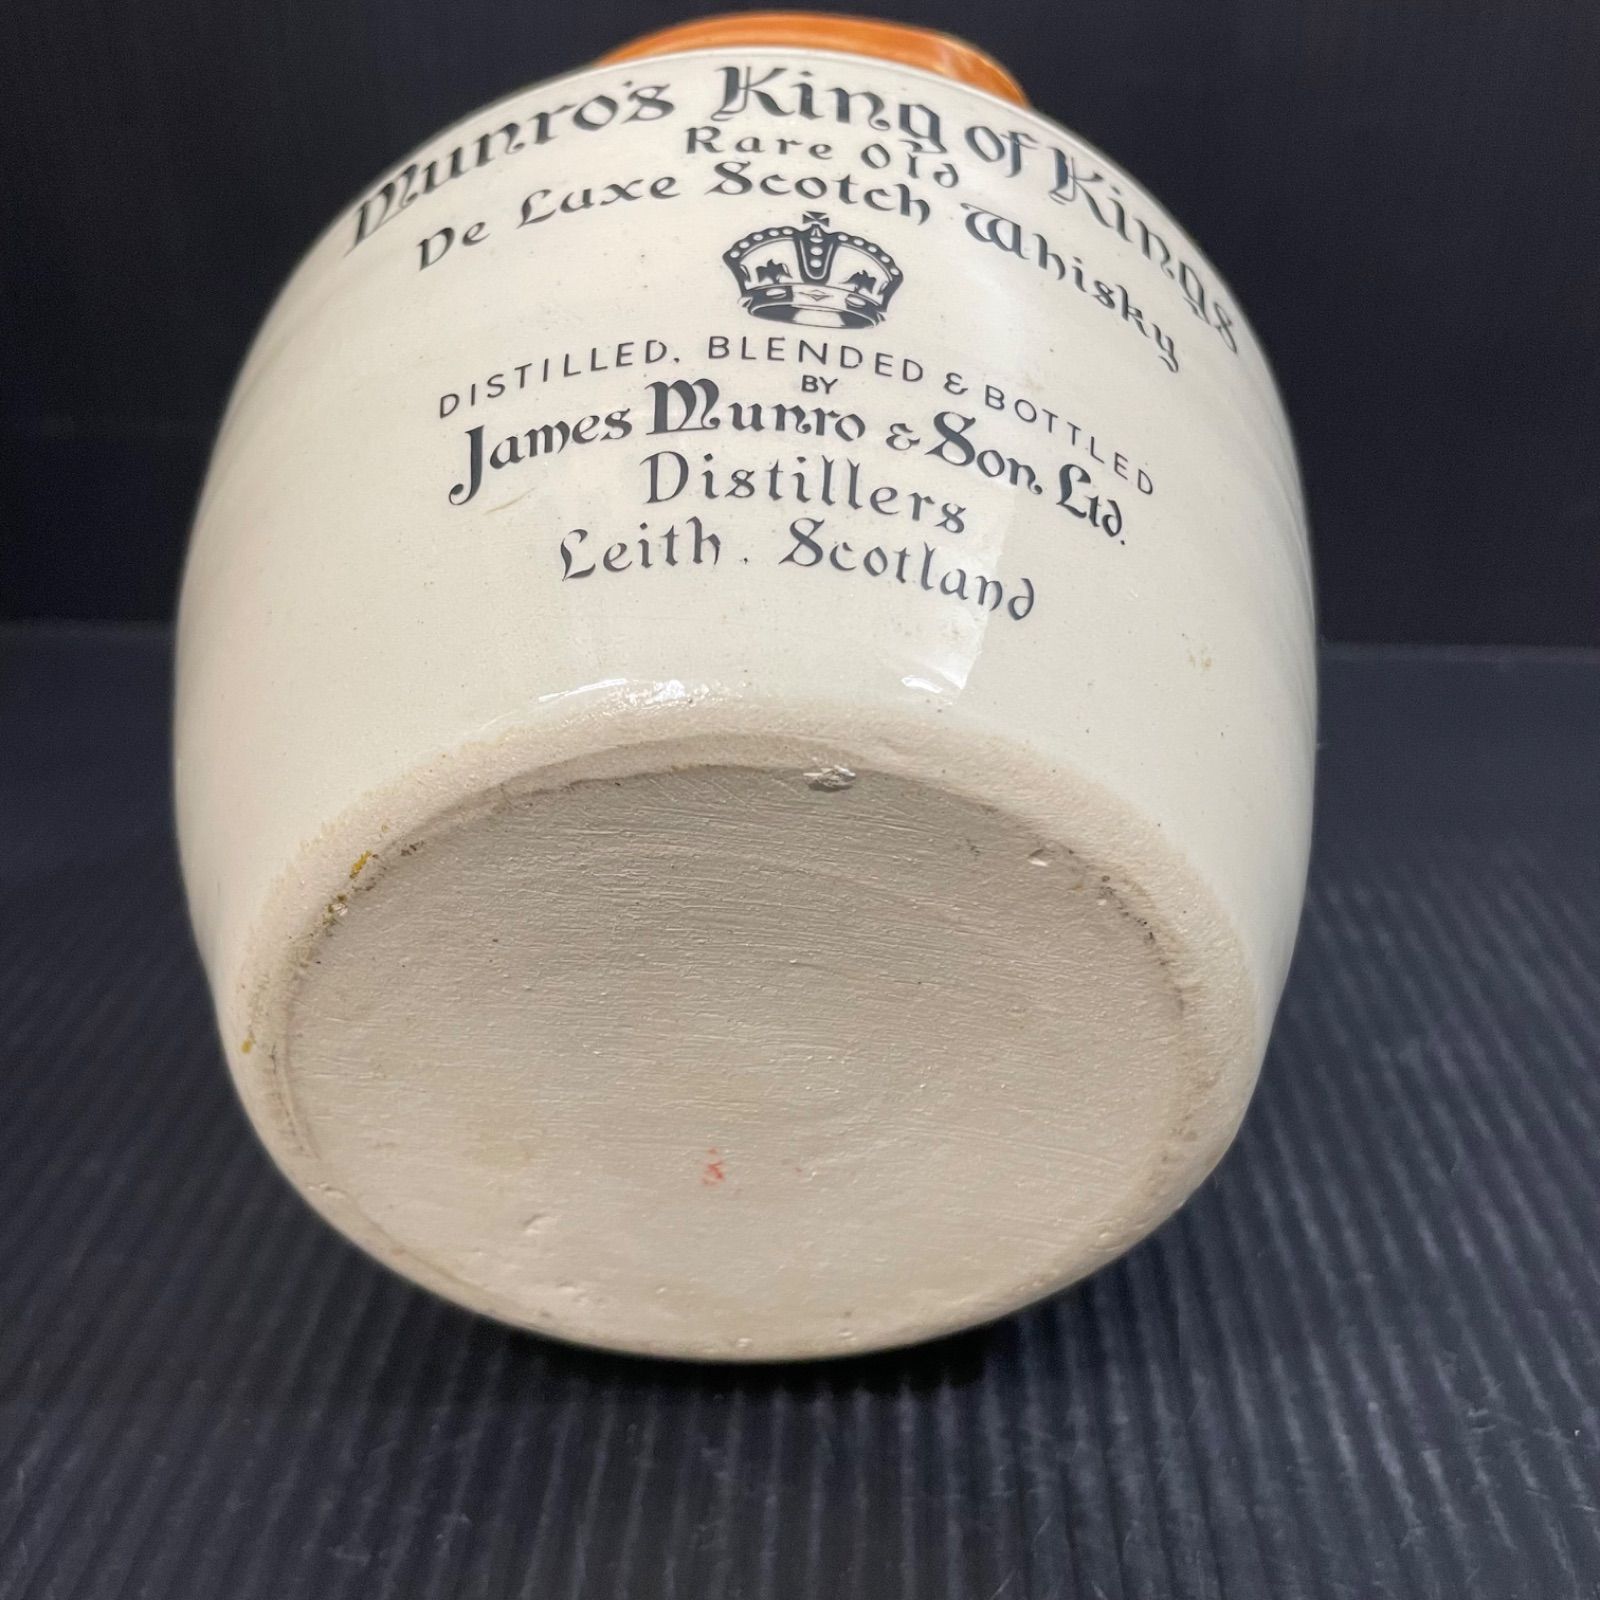 Munro's King of Kings
Rare Old
De Luxe Scotch Whisky
DISTILLED, BLENDED & BOTTLED
BY
James Munro & Son Ltd.
Distillers
Leith. Scotland